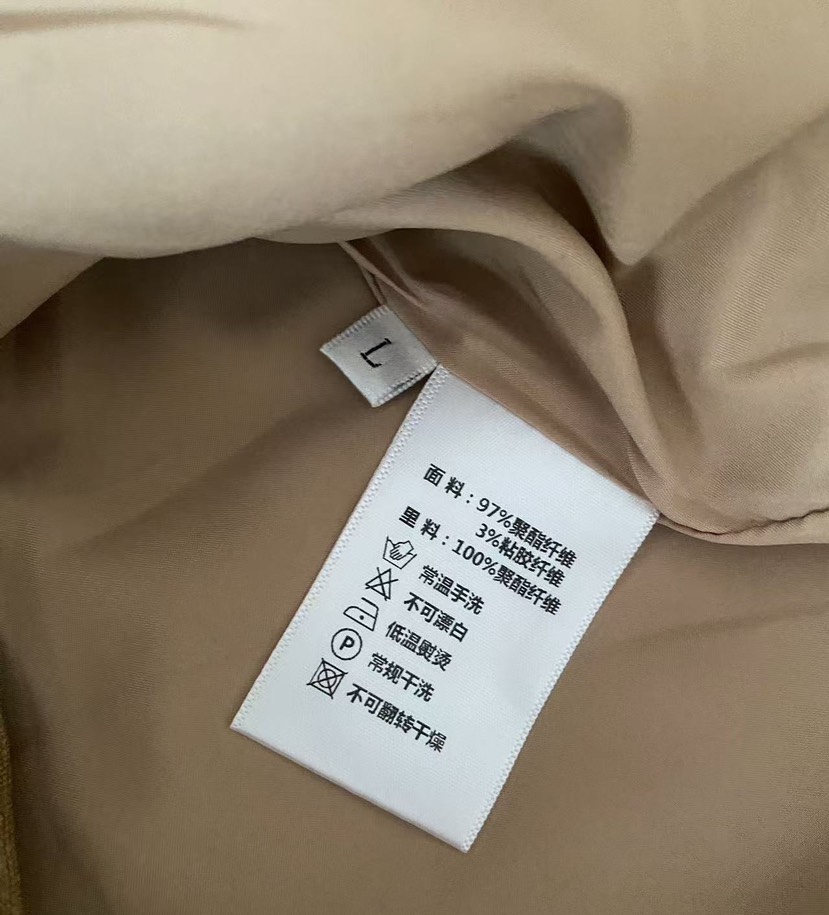 L
面 料：97%聚酯纤维
3%粘胶纤维
里 料：100%聚酯纤维
常温手洗
不可漂白
低温熨烫
P 常规干洗
不可翻转干燥